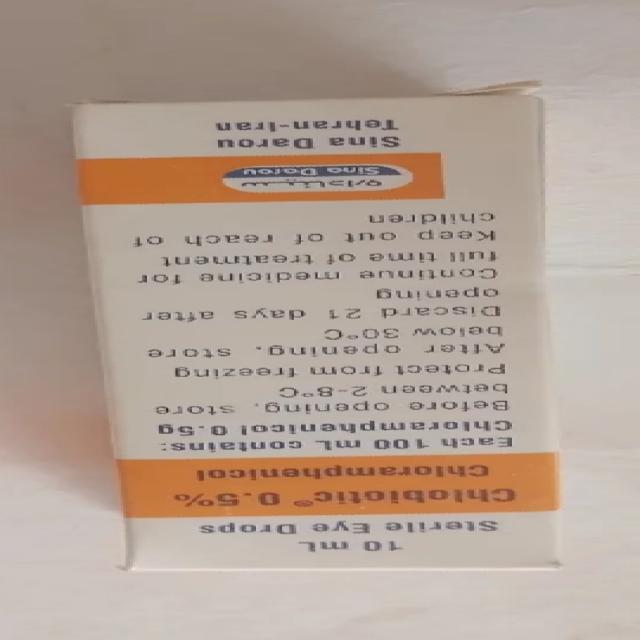 10 mL
Sterile Eye Drops
Chlobiotic® 0.5%
Chloramphenicol
Each 100 mL contains:
Chloramphenicol 0.5g
Before opening, store
between 2-8°C
Protect from freezing
After opening, store
below 30°C
Discard 21 days after
opening
Continue medicine for
full time of treatment
Keep out of reach of
children
سینادارو
Sina Darou
Sina Darou
Tehran-Iran